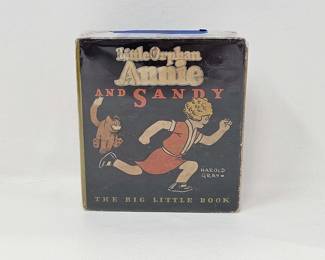 Little Orphan
Annie
AND SANDY
HAROLD
GRAY
THE BIG LITTLE BOOK